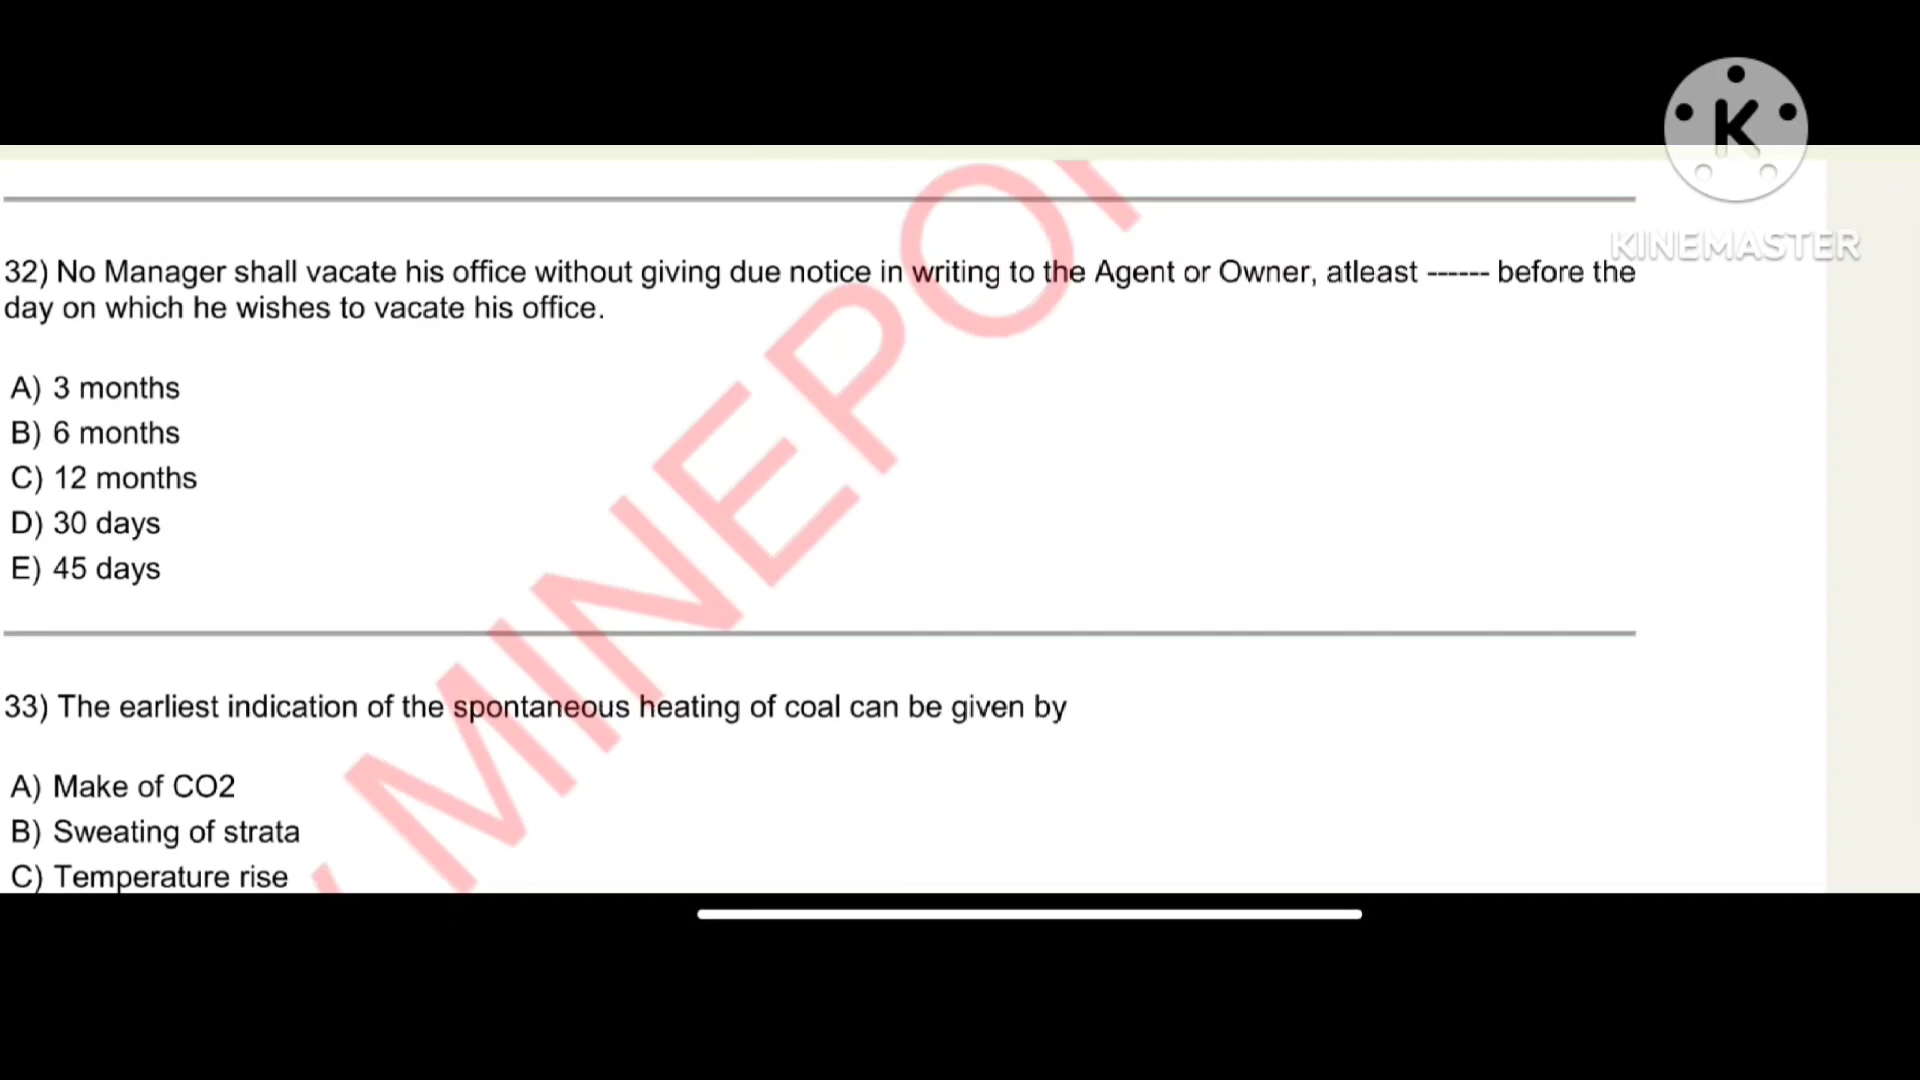 K
KINEMASTER
32) No Manager shall vacate his office without giving due notice in writing to the Agent or Owner, atleast ------ before the
day on which he wishes to vacate his office.
A) 3 months
B) 6 months
C) 12 months
D) 30 days
E) 45 days
33) The earliest indication of the spontaneous heating of coal can be given by
A) Make of CO2
B) Sweating of strata
C) Temperature rise